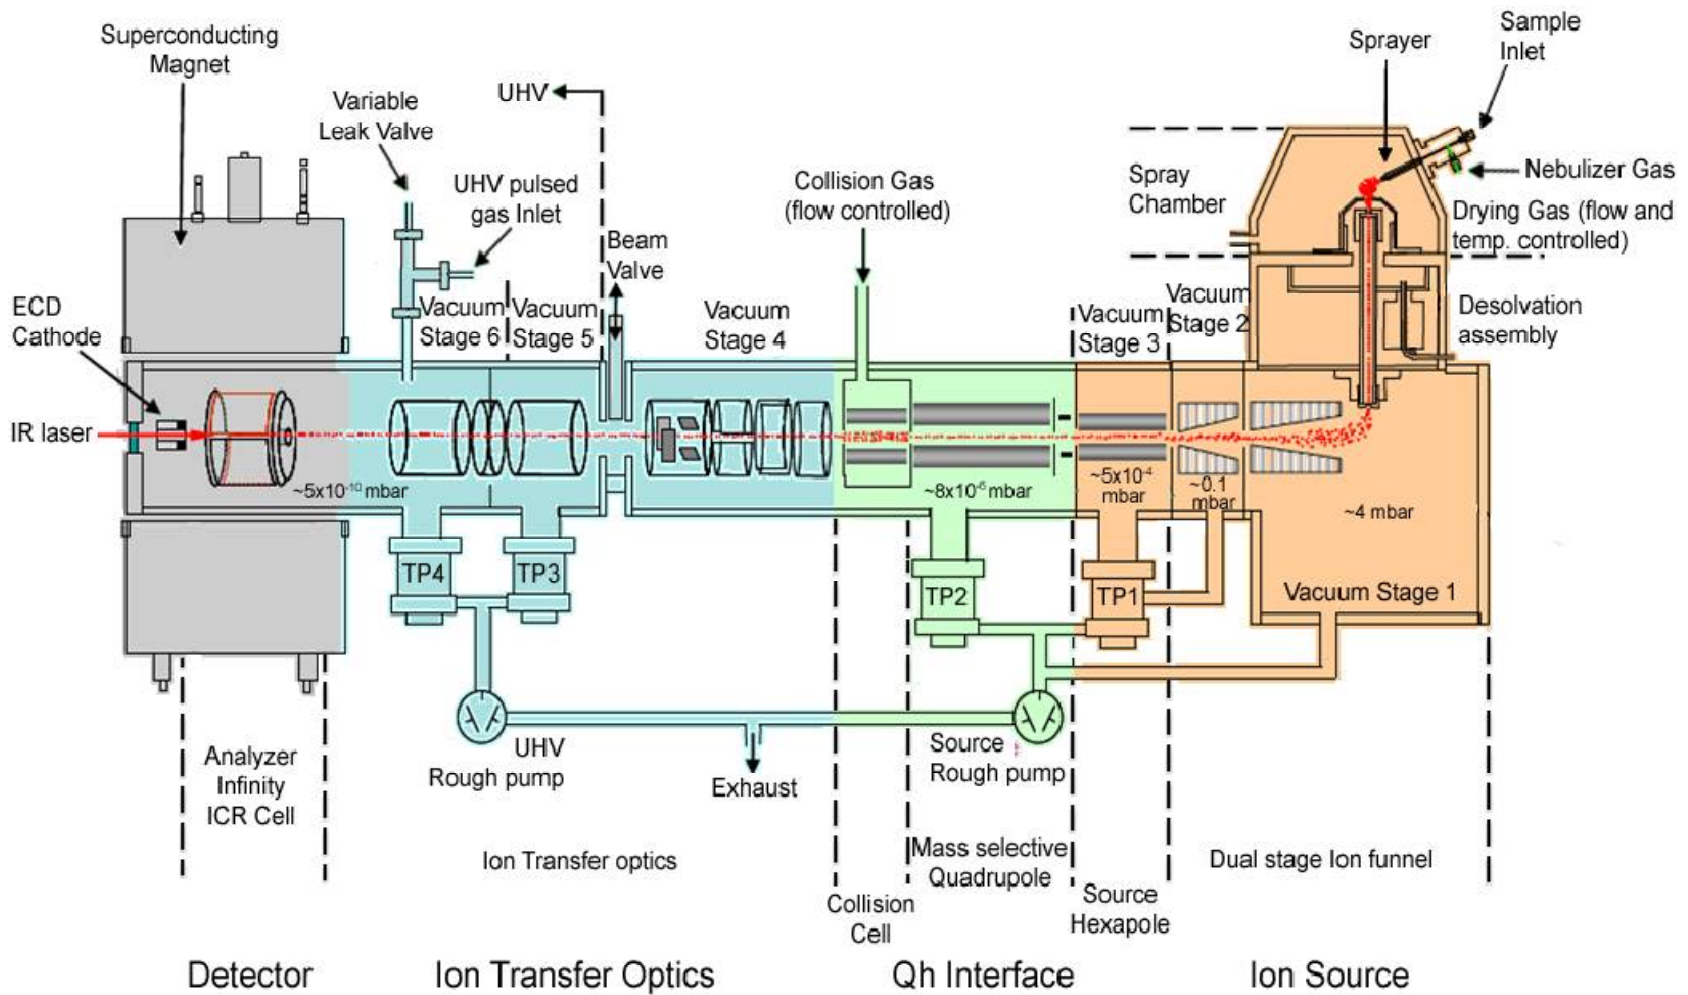 Superconducting
Magnet
Variable
Leak Valve
UHV
UHV pulsed
gas Inlet
Beam
Valve
Collision Gas
(flow controlled)
Sprayer
Sample
Inlet
Nebulizer Gas
Spray
Chamber
Drying Gas (flow and
temp. controlled)
Desolvation
assembly
ECD
Cathode
IR laser
Vacuum
Stage 6
Vacuum
Stage 5
Vacuum
Stage 4
Vacuum
Stage 3
Vacuum
Stage 2
~5x10⁻¹⁰ mbar
~8x10⁻⁶ mbar
~5x10⁻⁴
mbar
~0.1
mbar
~4 mbar
Vacuum Stage 1
TP4
TP3
TP2
TP1
UHV
Rough pump
Exhaust
Source
Rough pump
Analyzer
Infinity
ICR Cell
Ion Transfer optics
Collision
Cell
Mass selective
Quadrupole
Source
Hexapole
Dual stage Ion funnel
Detector
Ion Transfer Optics
Qh Interface
Ion Source